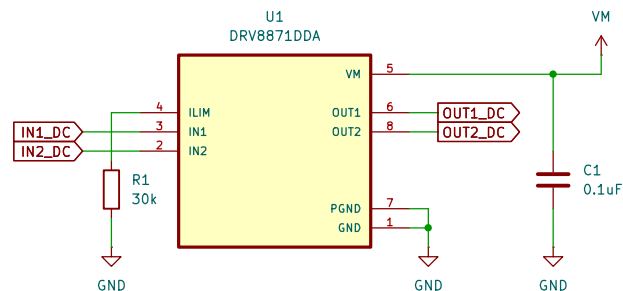 U1
DRV8871DDA
VM
VM
5
4
ILIM
OUT1
6
OUT1_DC
IN1_DC
3
IN1
OUT2
8
OUT2_DC
IN2_DC
2
IN2
R1
30k
C1
0.1uF
PGND
7
GND
1
GND
GND
GND